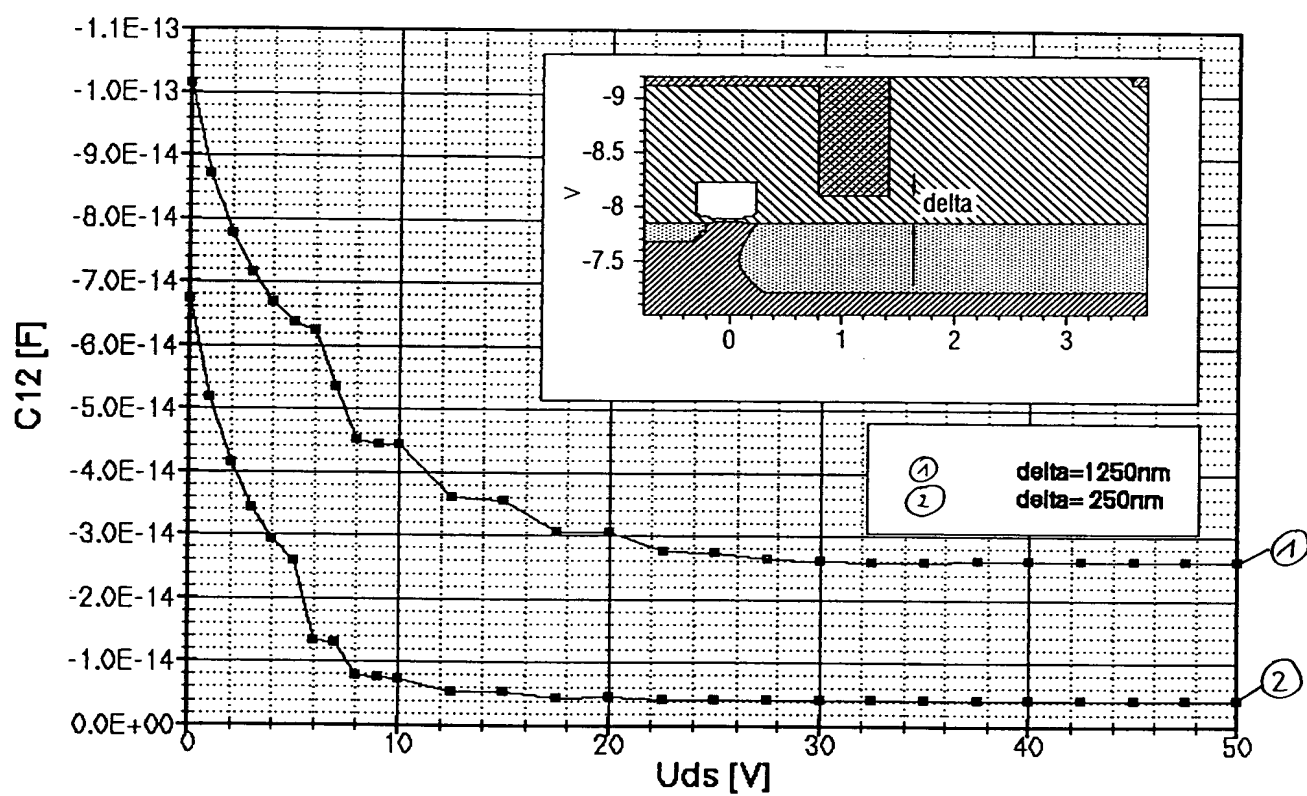 -1.1E-13
-1.0E-13
-9.0E-14
-8.0E-14
-7.0E-14
-6.0E-14
-5.0E-14
-4.0E-14
-3.0E-14
-2.0E-14
-1.0E-14
0.0E+00
C12 [F]
0
10
20
30
40
50
Uds [V]
-9
-8.5
-8
-7.5
V
delta
0
1
2
3
1 delta=1250nm
2 delta= 250nm
1
2